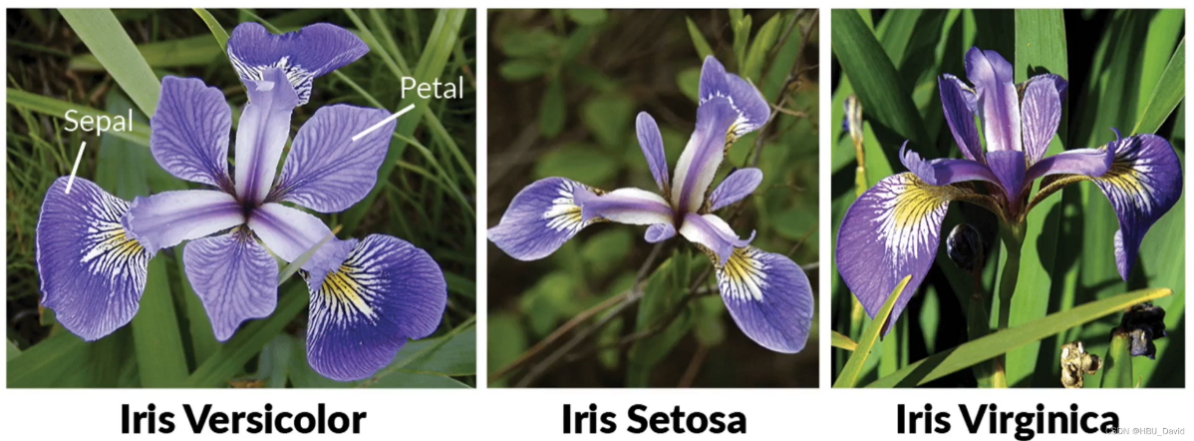 Sepal
Petal
Iris Versicolor
Iris Setosa
Iris Virginica
CSDN @HBU_David